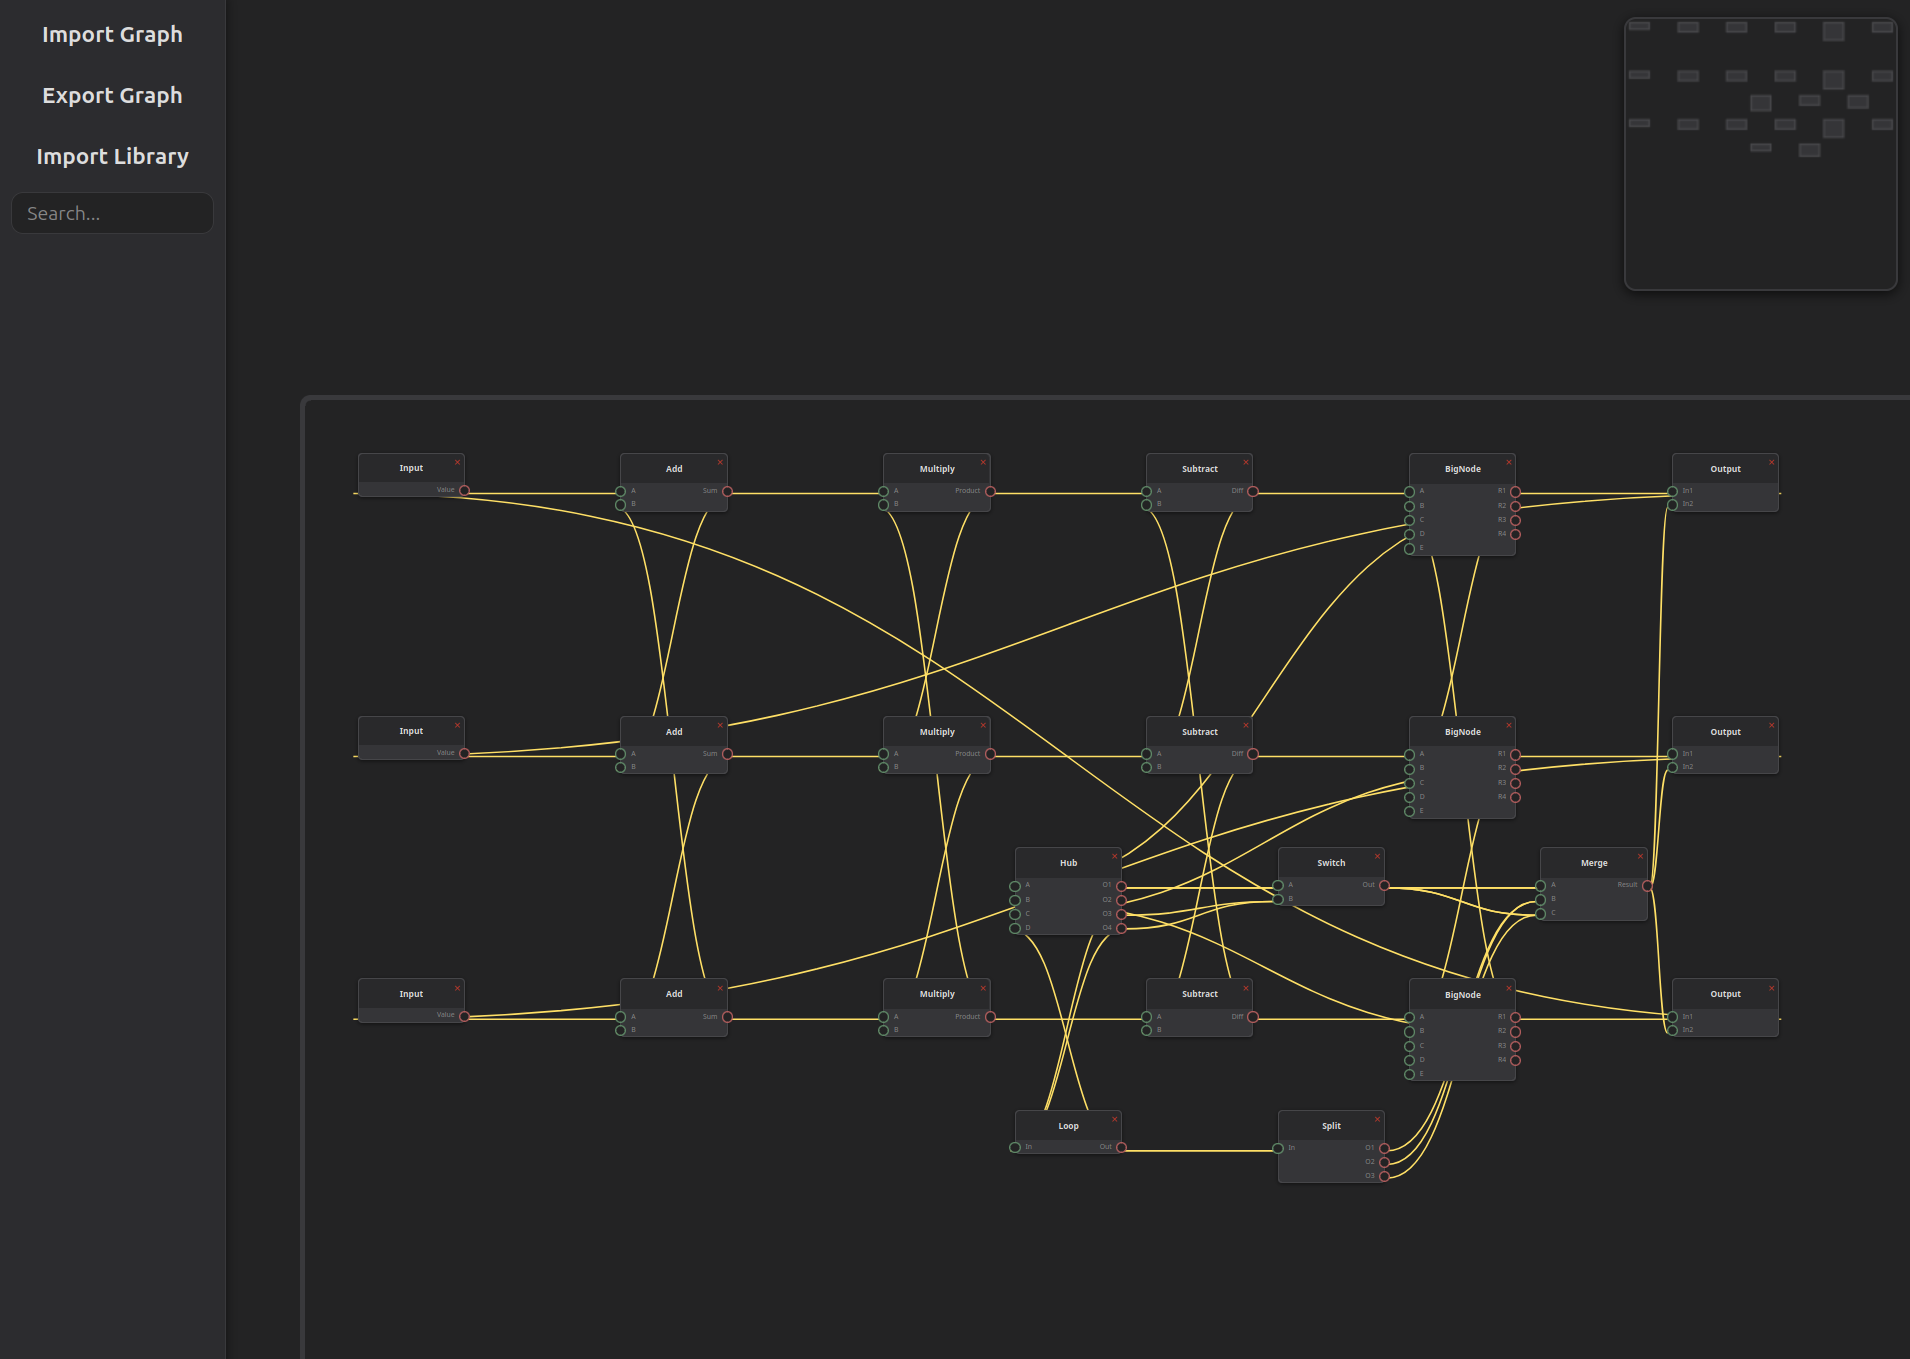 Import Graph
Export Graph
Import Library
Search...
Input × Add × Multiply × Subtract × BigNode × Output ×
Value A Sum A Product A Diff A R1 In1
B B B B R2 In2
C R3
D R4
E
Input × Add × Multiply × Subtract × BigNode × Output ×
Value A Sum A Product A Diff A R1 In1
B B B B R2 In2
C R3
D R4
E
Hub × Switch × Merge ×
A O1 A Out A Result
B O2 B B
C O3 C
D O4
Input × Add × Multiply × Subtract × BigNode × Output ×
Value A Sum A Product A Diff A R1 In1
B B B B R2 In2
C R3
D R4
E
Loop × Split ×
In Out In O1
O2
O3